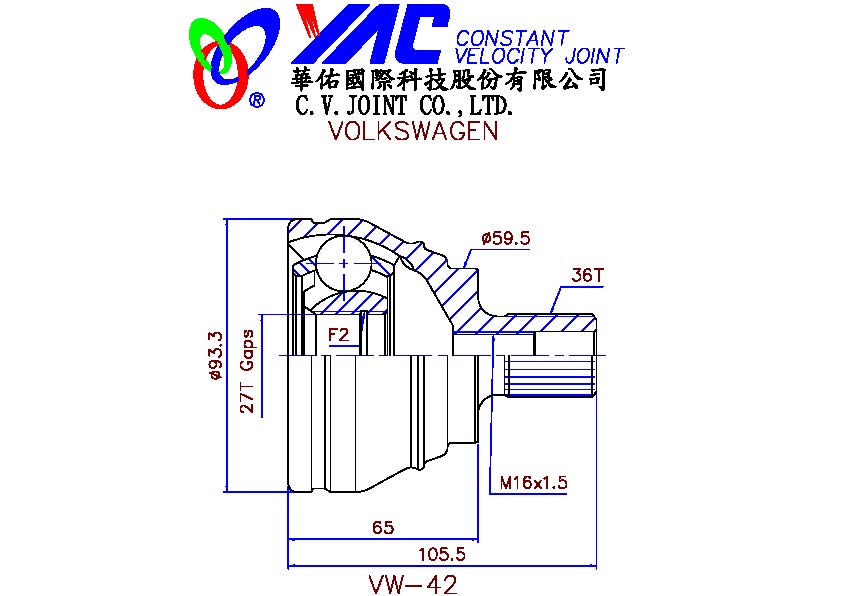 YAC CONSTANT
VELOCITY JOINT
華佑國際科技股份有限公司
®
C.V.JOINT CO.,LTD.
VOLKSWAGEN
ø59.5
36T
F2
ø93.3
27T Gaps
M16x1.5
65
105.5
VW-42